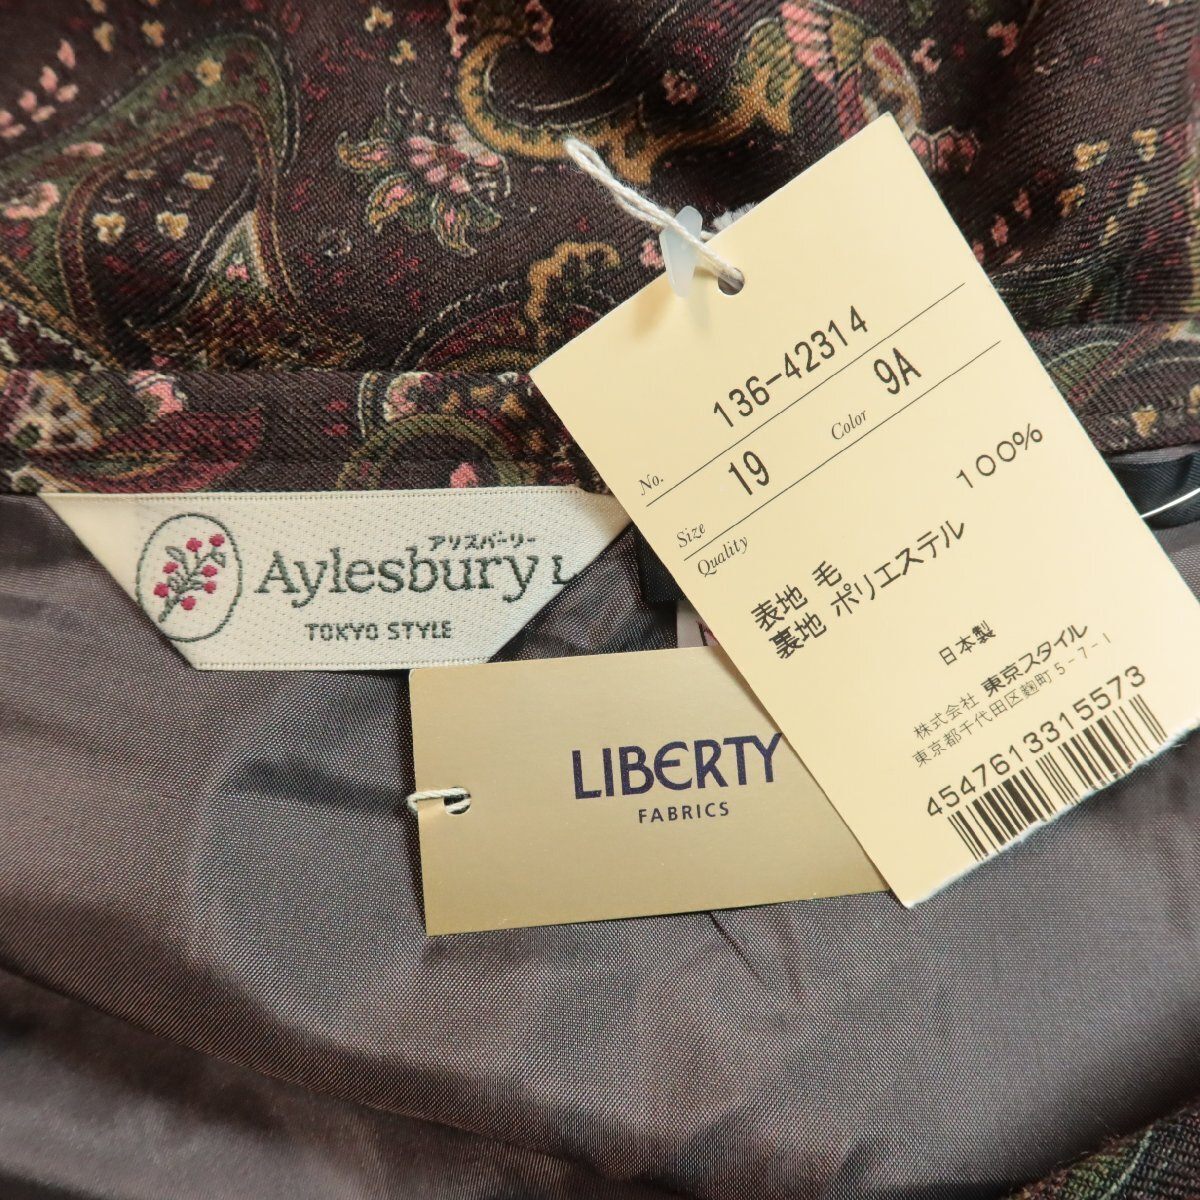 No. 136-42314
Size 19 Color 9A
Quality
表地 毛 100%
裏地 ポリエステル
日本製
株式会社 東京スタイル
東京都千代田区麹町5-7-1
4547613315573
アリスバーリー
Aylesbury L
TOKYO STYLE
LIBERTY
FABRICS